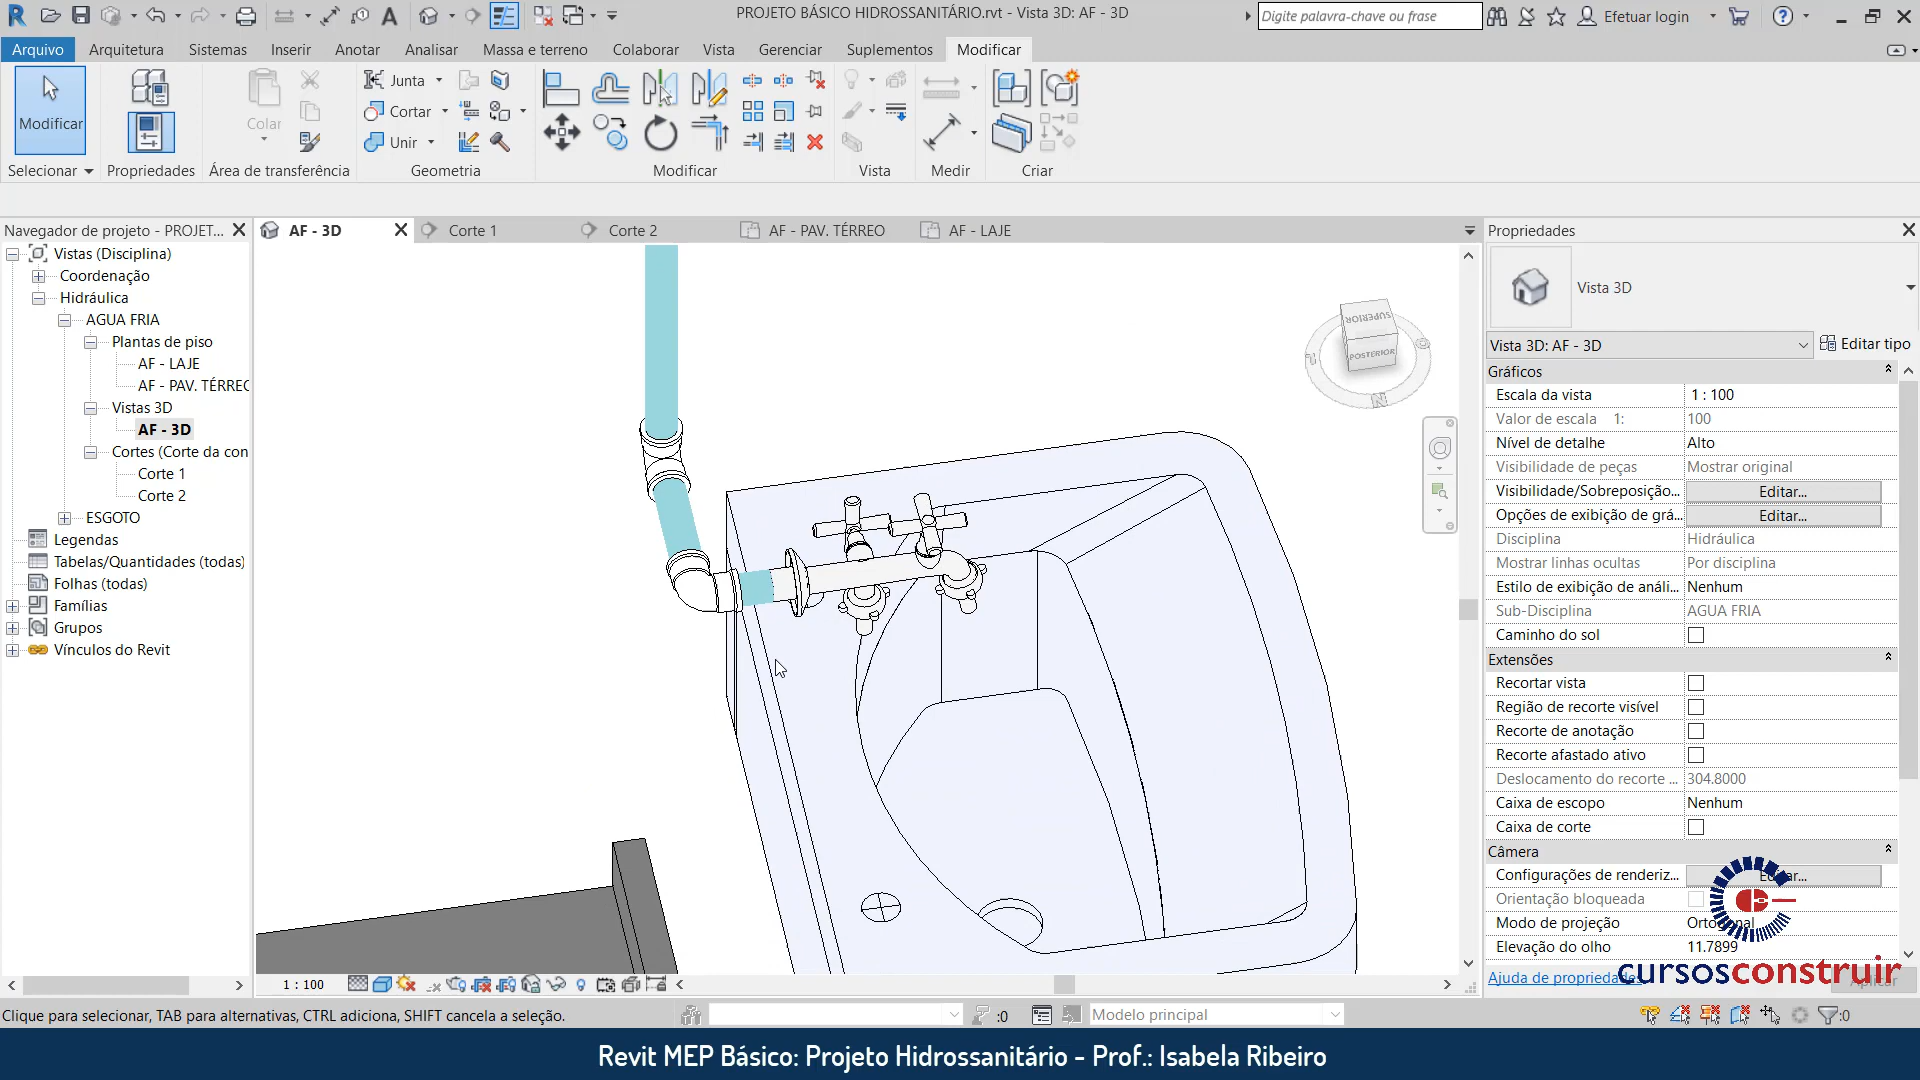 PROJETO BÁSICO HIDROSSANITÁRIO.rvt - Vista 3D: AF - 3D
Digite palavra-chave ou frase
Efetuar login
Arquivo
Arquitetura
Sistemas
Inserir
Anotar
Analisar
Massa e terreno
Colaborar
Vista
Gerenciar
Suplementos
Modificar
Modificar
Colar
Junta
Cortar
Unir
Selecionar
Propriedades
Área de transferência
Geometria
Modificar
Vista
Medir
Criar
Navegador de projeto - PROJET...
AF - 3D
Corte 1
Corte 2
AF - PAV. TÉRREO
AF - LAJE
Propriedades
Vistas (Disciplina)
Coordenação
Hidráulica
AGUA FRIA
Plantas de piso
AF - LAJE
AF - PAV. TÉRREO
Vistas 3D
AF - 3D
Cortes (Corte da con
Corte 1
Corte 2
ESGOTO
Legendas
Tabelas/Quantidades (todas)
Folhas (todas)
Famílias
Grupos
Vínculos do Revit
SUPERIOR
POSTERIOR
N
Vista 3D
Vista 3D: AF - 3D
Editar tipo
Gráficos
Escala da vista 1 : 100
Valor de escala 1: 100
Nível de detalhe Alto
Visibilidade de peças Mostrar original
Visibilidade/Sobreposição... Editar...
Opções de exibição de grá... Editar...
Disciplina Hidráulica
Mostrar linhas ocultas Por disciplina
Estilo de exibição de análi... Nenhum
Sub-Disciplina AGUA FRIA
Caminho do sol
Extensões
Recortar vista
Região de recorte visível
Recorte de anotação
Recorte afastado ativo
Deslocamento do recorte ... 304.8000
Caixa de escopo Nenhum
Caixa de corte
Câmera
Configurações de renderiz... Editar...
Orientação bloqueada
Modo de projeção Ortogonal
Elevação do olho 11.7899
Ajuda de propriedades
Aplicar
cursosconstruir
1 : 100
Clique para selecionar, TAB para alternativas, CTRL adiciona, SHIFT cancela a seleção.
:0
Modelo principal
:0
Revit MEP Básico: Projeto Hidrossanitário - Prof.: Isabela Ribeiro